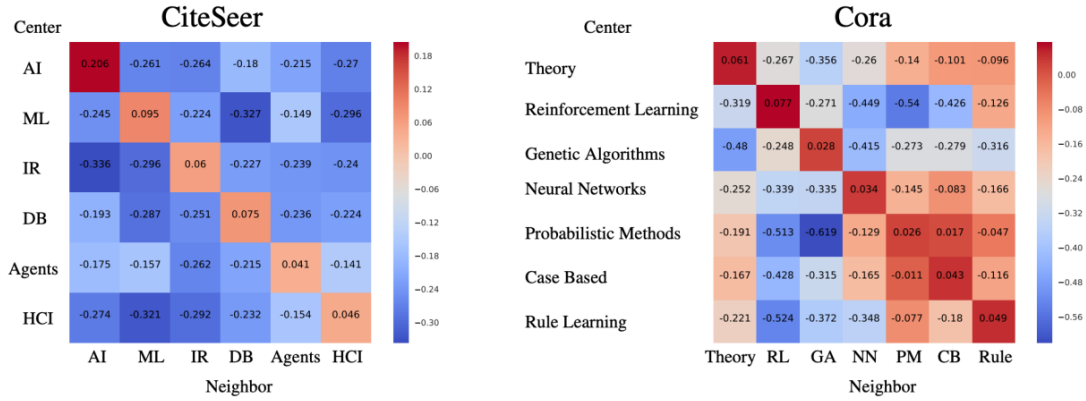 CiteSeer
Center
AI 0.206 -0.261 -0.264 -0.18 -0.215 -0.27
ML -0.245 0.095 -0.224 -0.327 -0.149 -0.296
IR -0.336 -0.296 0.06 -0.227 -0.239 -0.24
DB -0.193 -0.287 -0.251 0.075 -0.236 -0.224
Agents -0.175 -0.157 -0.262 -0.215 0.041 -0.141
HCI -0.274 -0.321 -0.292 -0.232 -0.154 0.046
AI ML IR DB Agents HCI
Neighbor
0.18
0.12
0.06
0.00
−0.06
−0.12
−0.18
−0.24
−0.30
Cora
Center
Theory 0.061 -0.267 -0.356 -0.26 -0.14 -0.101 -0.096
Reinforcement Learning -0.319 0.077 -0.271 -0.449 -0.54 -0.426 -0.126
Genetic Algorithms -0.48 -0.248 0.028 -0.415 -0.273 -0.279 -0.316
Neural Networks -0.252 -0.339 -0.335 0.034 -0.145 -0.083 -0.166
Probabilistic Methods -0.191 -0.513 -0.619 -0.129 0.026 0.017 -0.047
Case Based -0.167 -0.428 -0.315 -0.165 -0.011 0.043 -0.116
Rule Learning -0.221 -0.524 -0.372 -0.348 -0.077 -0.18 0.049
Theory RL GA NN PM CB Rule
Neighbor
0.00
−0.08
−0.16
−0.24
−0.32
−0.40
−0.48
−0.56